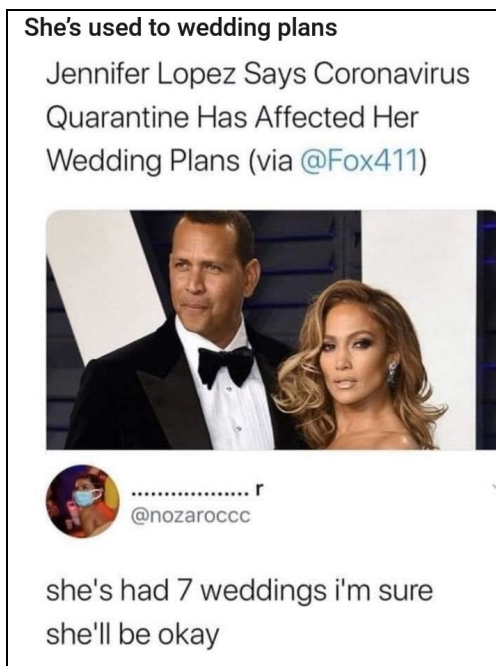 She's used to wedding plans
Jennifer Lopez Says Coronavirus
Quarantine Has Affected Her
Wedding Plans (via @Fox411)
................... r
@nozaroccc
she's had 7 weddings i'm sure
she'll be okay